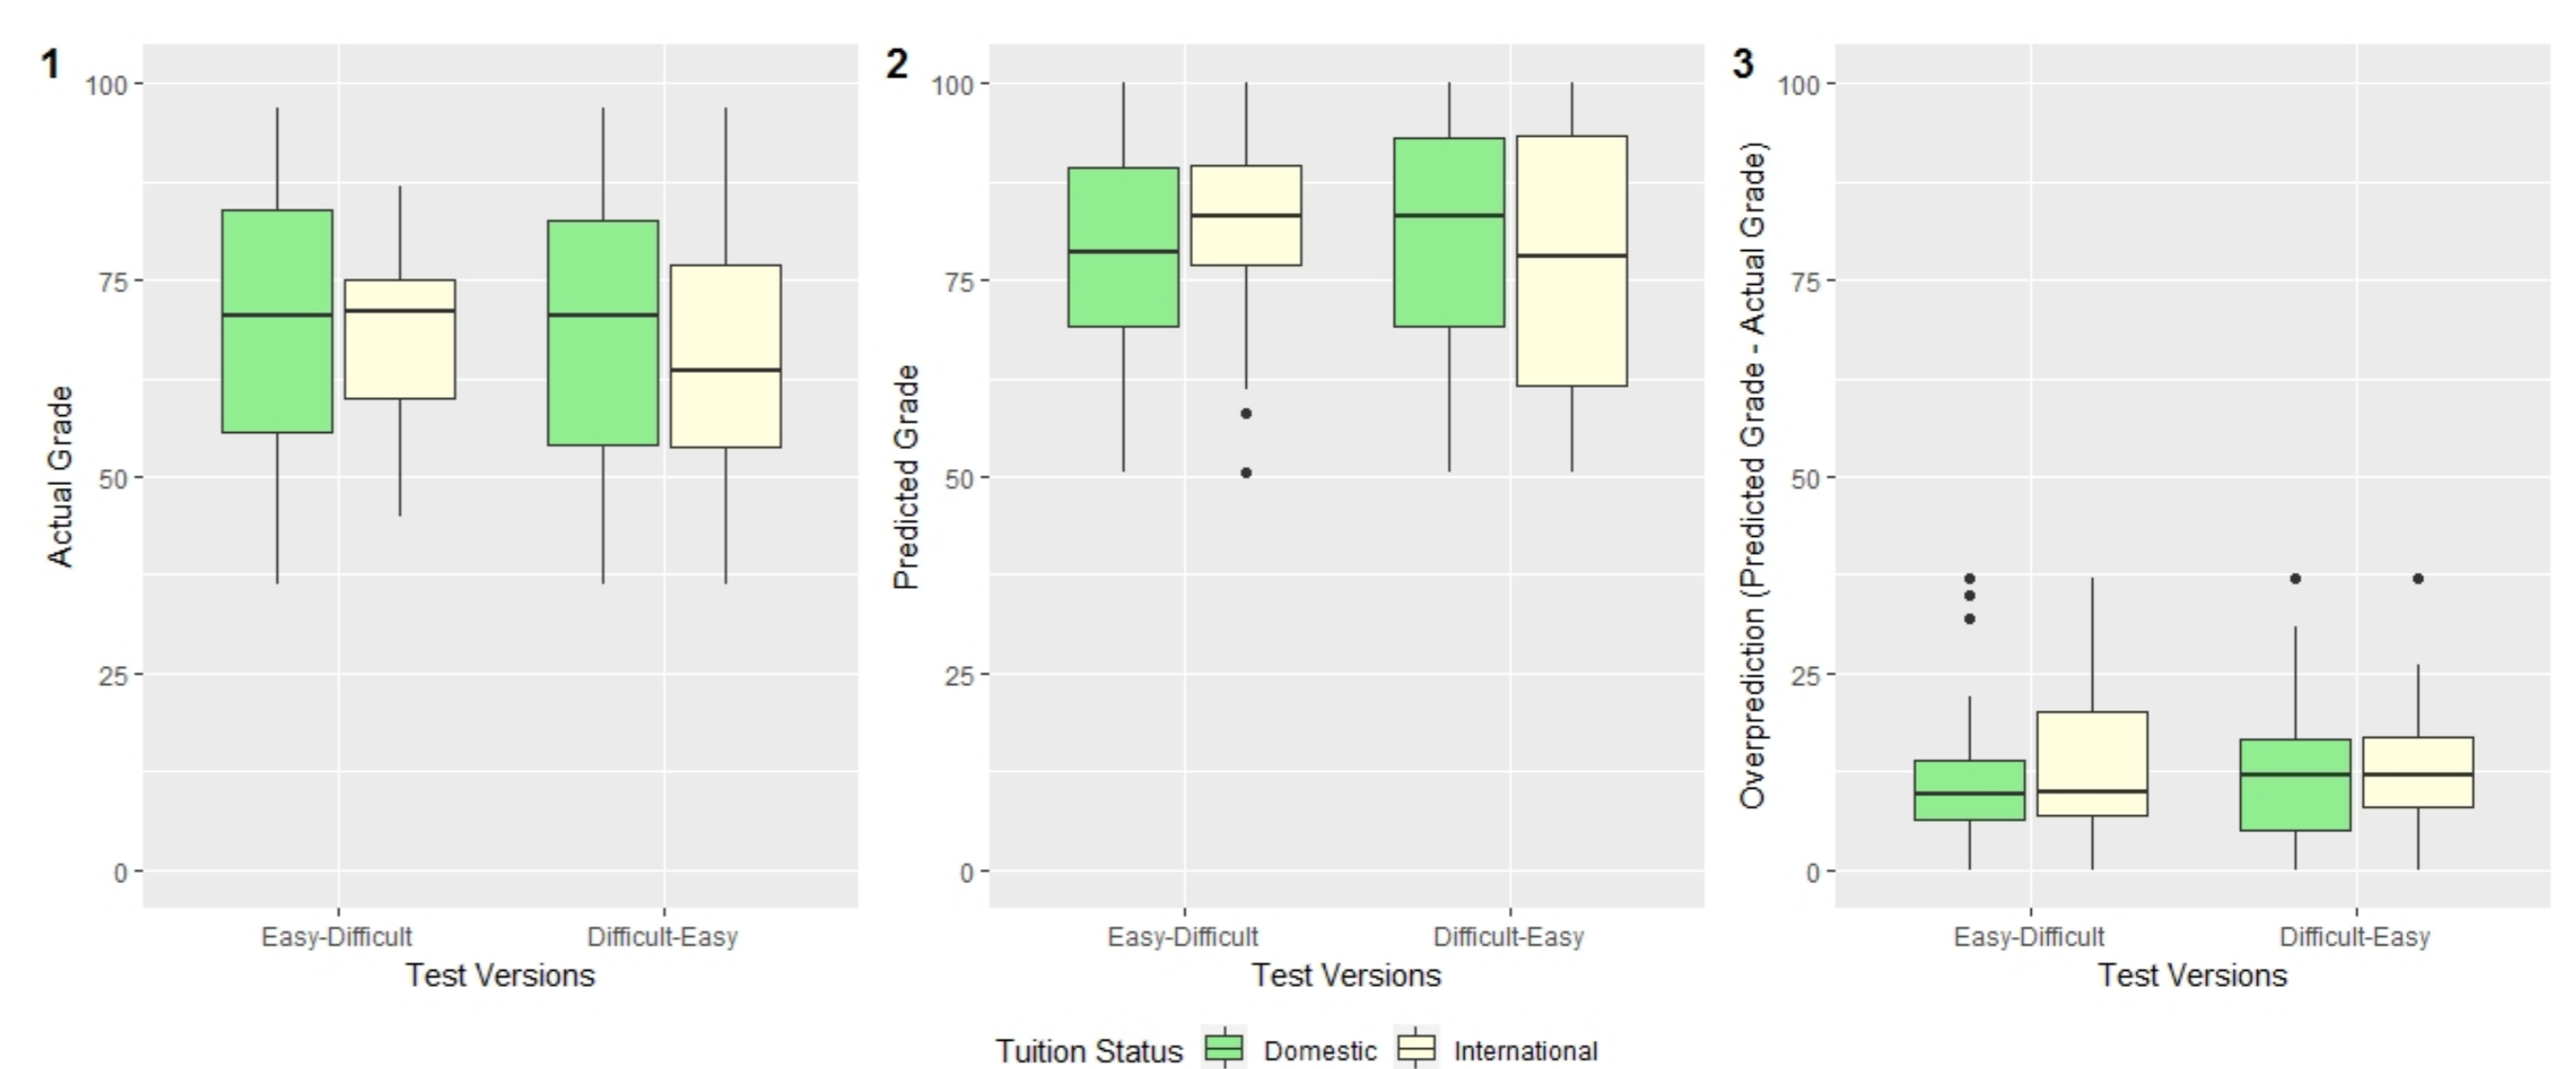 1
Actual Grade
100
75
50
25
0
Easy-Difficult
Difficult-Easy
Test Versions
2
Predicted Grade
100
75
50
25
0
Easy-Difficult
Difficult-Easy
Test Versions
3
Overprediction (Predicted Grade - Actual Grade)
100
75
50
25
0
Easy-Difficult
Difficult-Easy
Test Versions
Tuition Status Domestic International